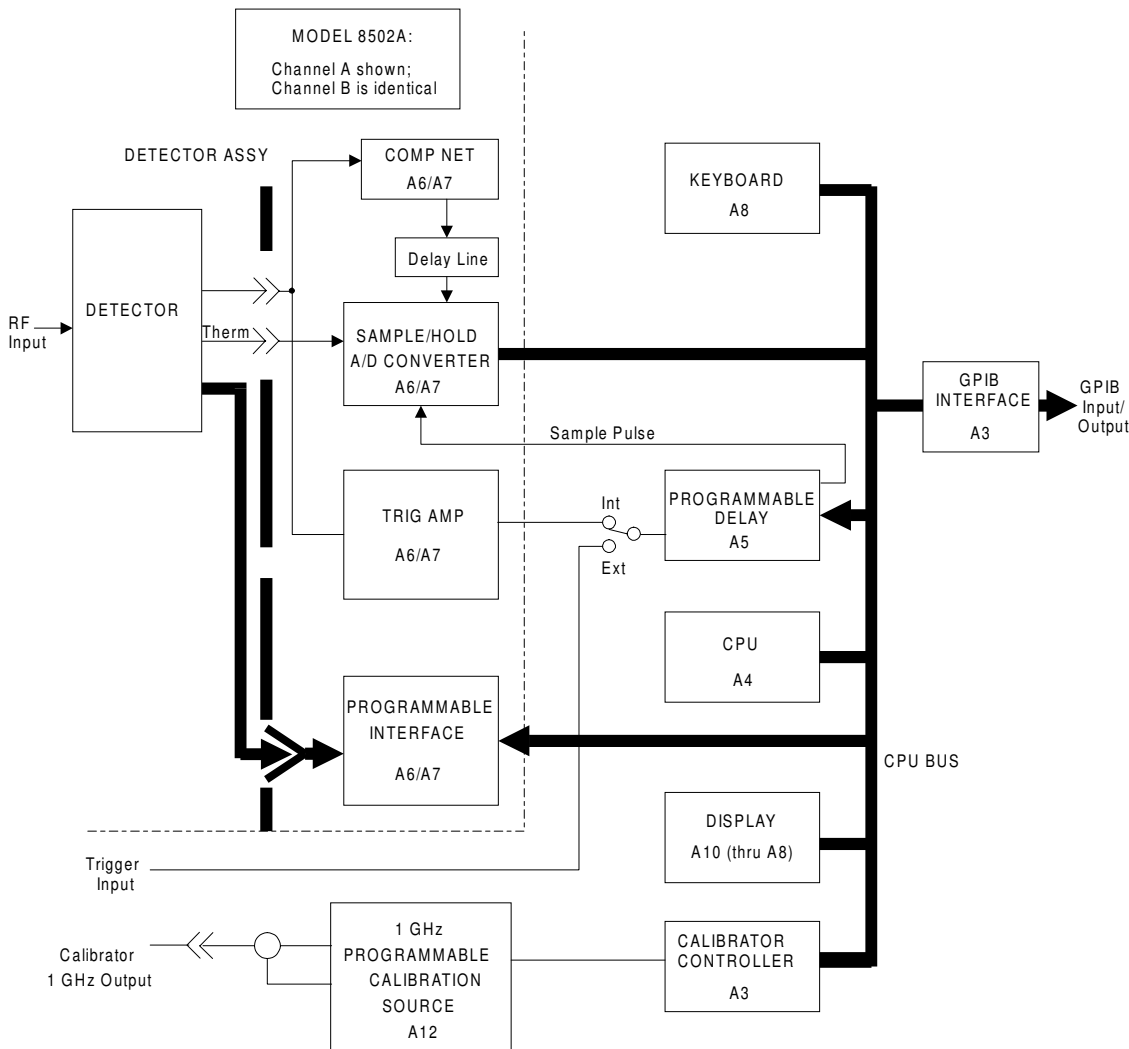 MODEL 8502A:
Channel A shown;
Channel B is identical
DETECTOR ASSY
COMP NET
A6/A7
Delay Line
KEYBOARD
A8
DETECTOR
RF
Input
Therm
SAMPLE/HOLD
A/D CONVERTER
A6/A7
GPIB
INTERFACE
A3
GPIB
Input/
Output
Sample Pulse
TRIG AMP
A6/A7
Int
Ext
PROGRAMMABLE
DELAY
A5
CPU
A4
PROGRAMMABLE
INTERFACE
A6/A7
CPU BUS
DISPLAY
A10 (thru A8)
Trigger
Input
Calibrator
1 GHz Output
1 GHz
PROGRAMMABLE
CALIBRATION
SOURCE
A12
CALIBRATOR
CONTROLLER
A3